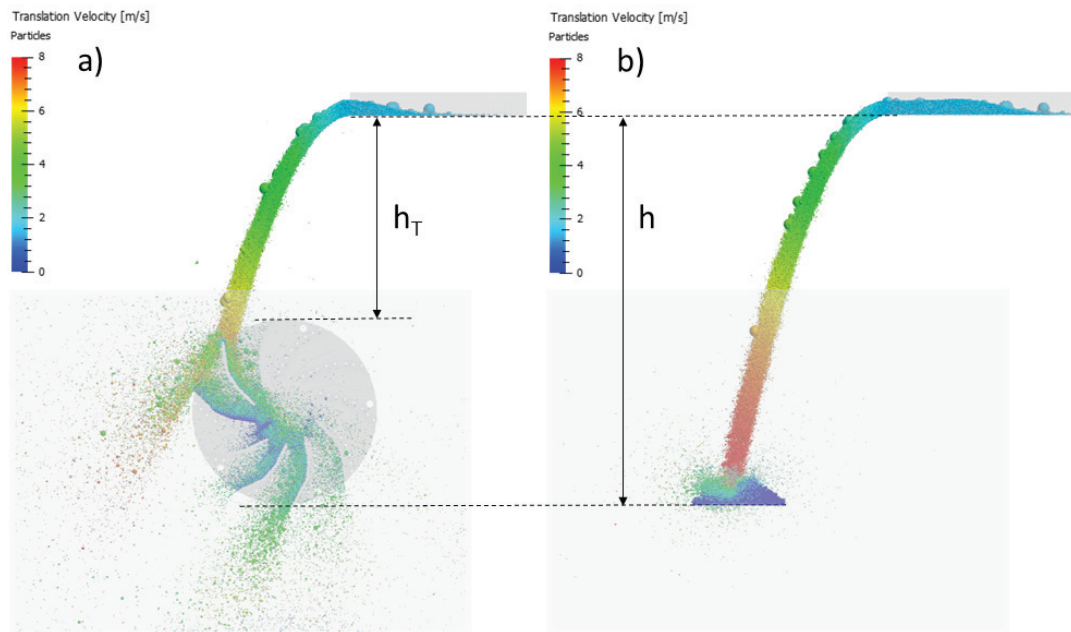 Translation Velocity [m/s]
Particles
8
6
4
2
0
a)
h_T
Translation Velocity [m/s]
Particles
8
6
4
2
0
b)
h